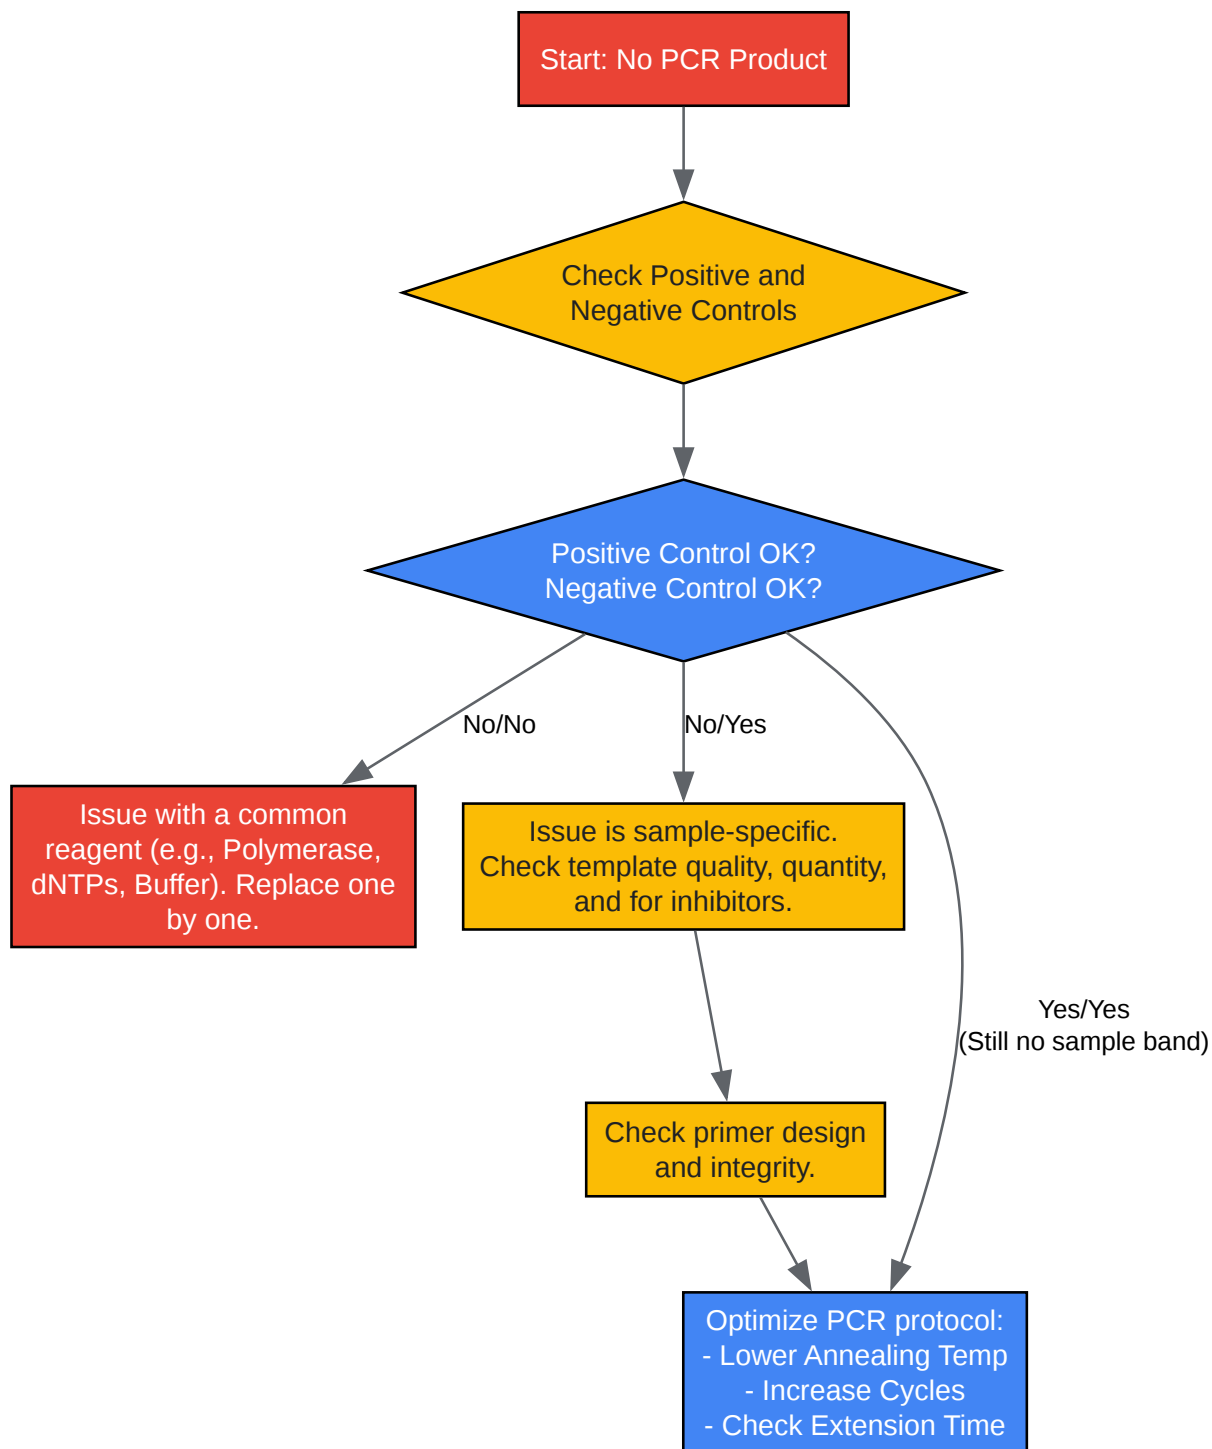 Start: No PCR Product
Check Positive and
Negative Controls
Positive Control OK?
Negative Control OK?
No/No
No/Yes
Issue with a common
reagent (e.g., Polymerase,
dNTPs, Buffer). Replace one
by one.
Issue is sample-specific.
Check template quality, quantity,
and for inhibitors.
Yes/Yes
(Still no sample band)
Check primer design
and integrity.
Optimize PCR protocol:
- Lower Annealing Temp
- Increase Cycles
- Check Extension Time